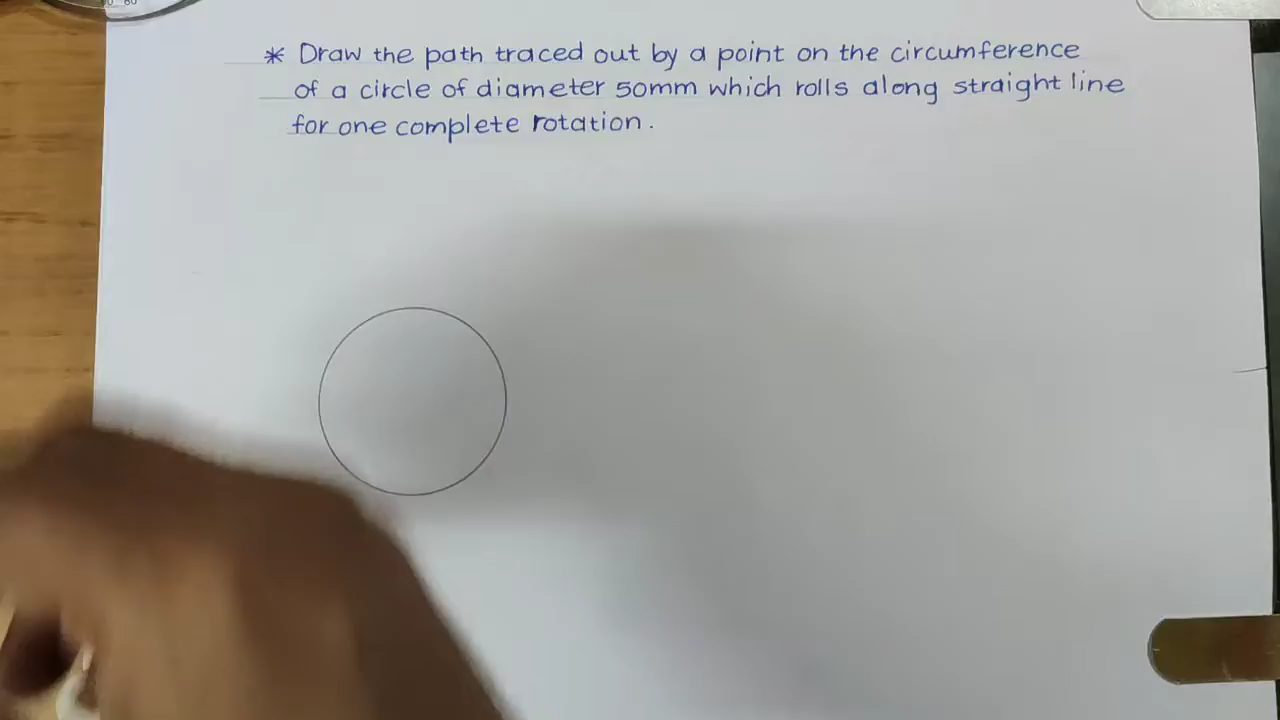 * Draw the path traced out by a point on the circumference
of a circle of diameter 50mm which rolls along straight line
for one complete rotation.